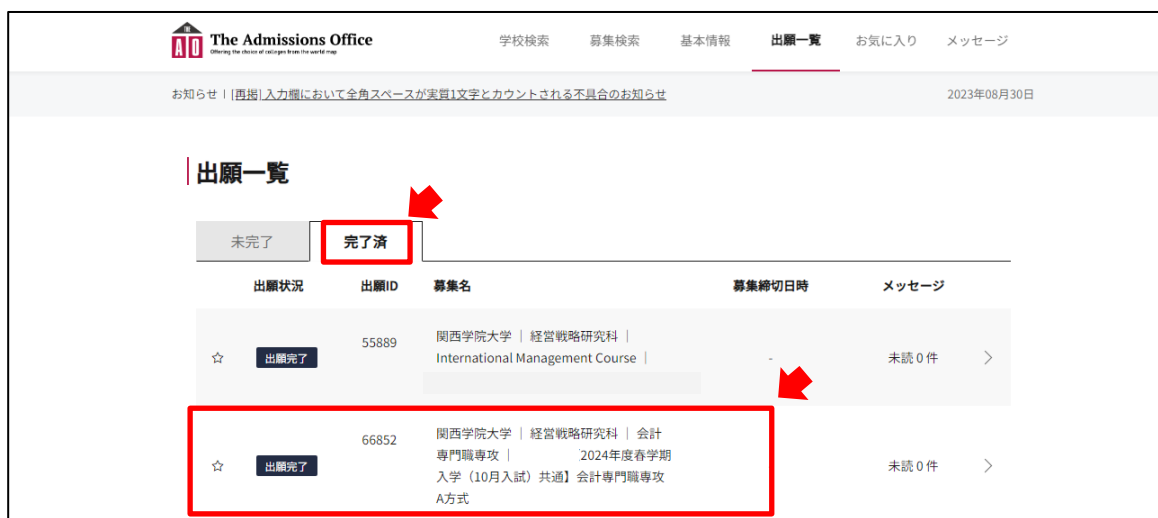 THE
AO The Admissions Office
Offering the choice of colleges from the world map
学校検索 募集検索 基本情報 出願一覧 お気に入り メッセージ
お知らせ | [再掲] 入力欄において全角スペースが実質1文字とカウントされる不具合のお知らせ 2023年08月30日
出願一覧
未完了 完了済
出願状況 出願ID 募集名 募集締切日時 メッセージ
☆ 出願完了 55889 関西学院大学 | 経営戦略研究科 |
International Management Course | - 未読 0 件 >
☆ 出願完了 66852 関西学院大学 | 経営戦略研究科 | 会計
専門職専攻 | 2024年度春学期
入学（10月入試）共通】会計専門職専攻 未読 0 件 >
A方式